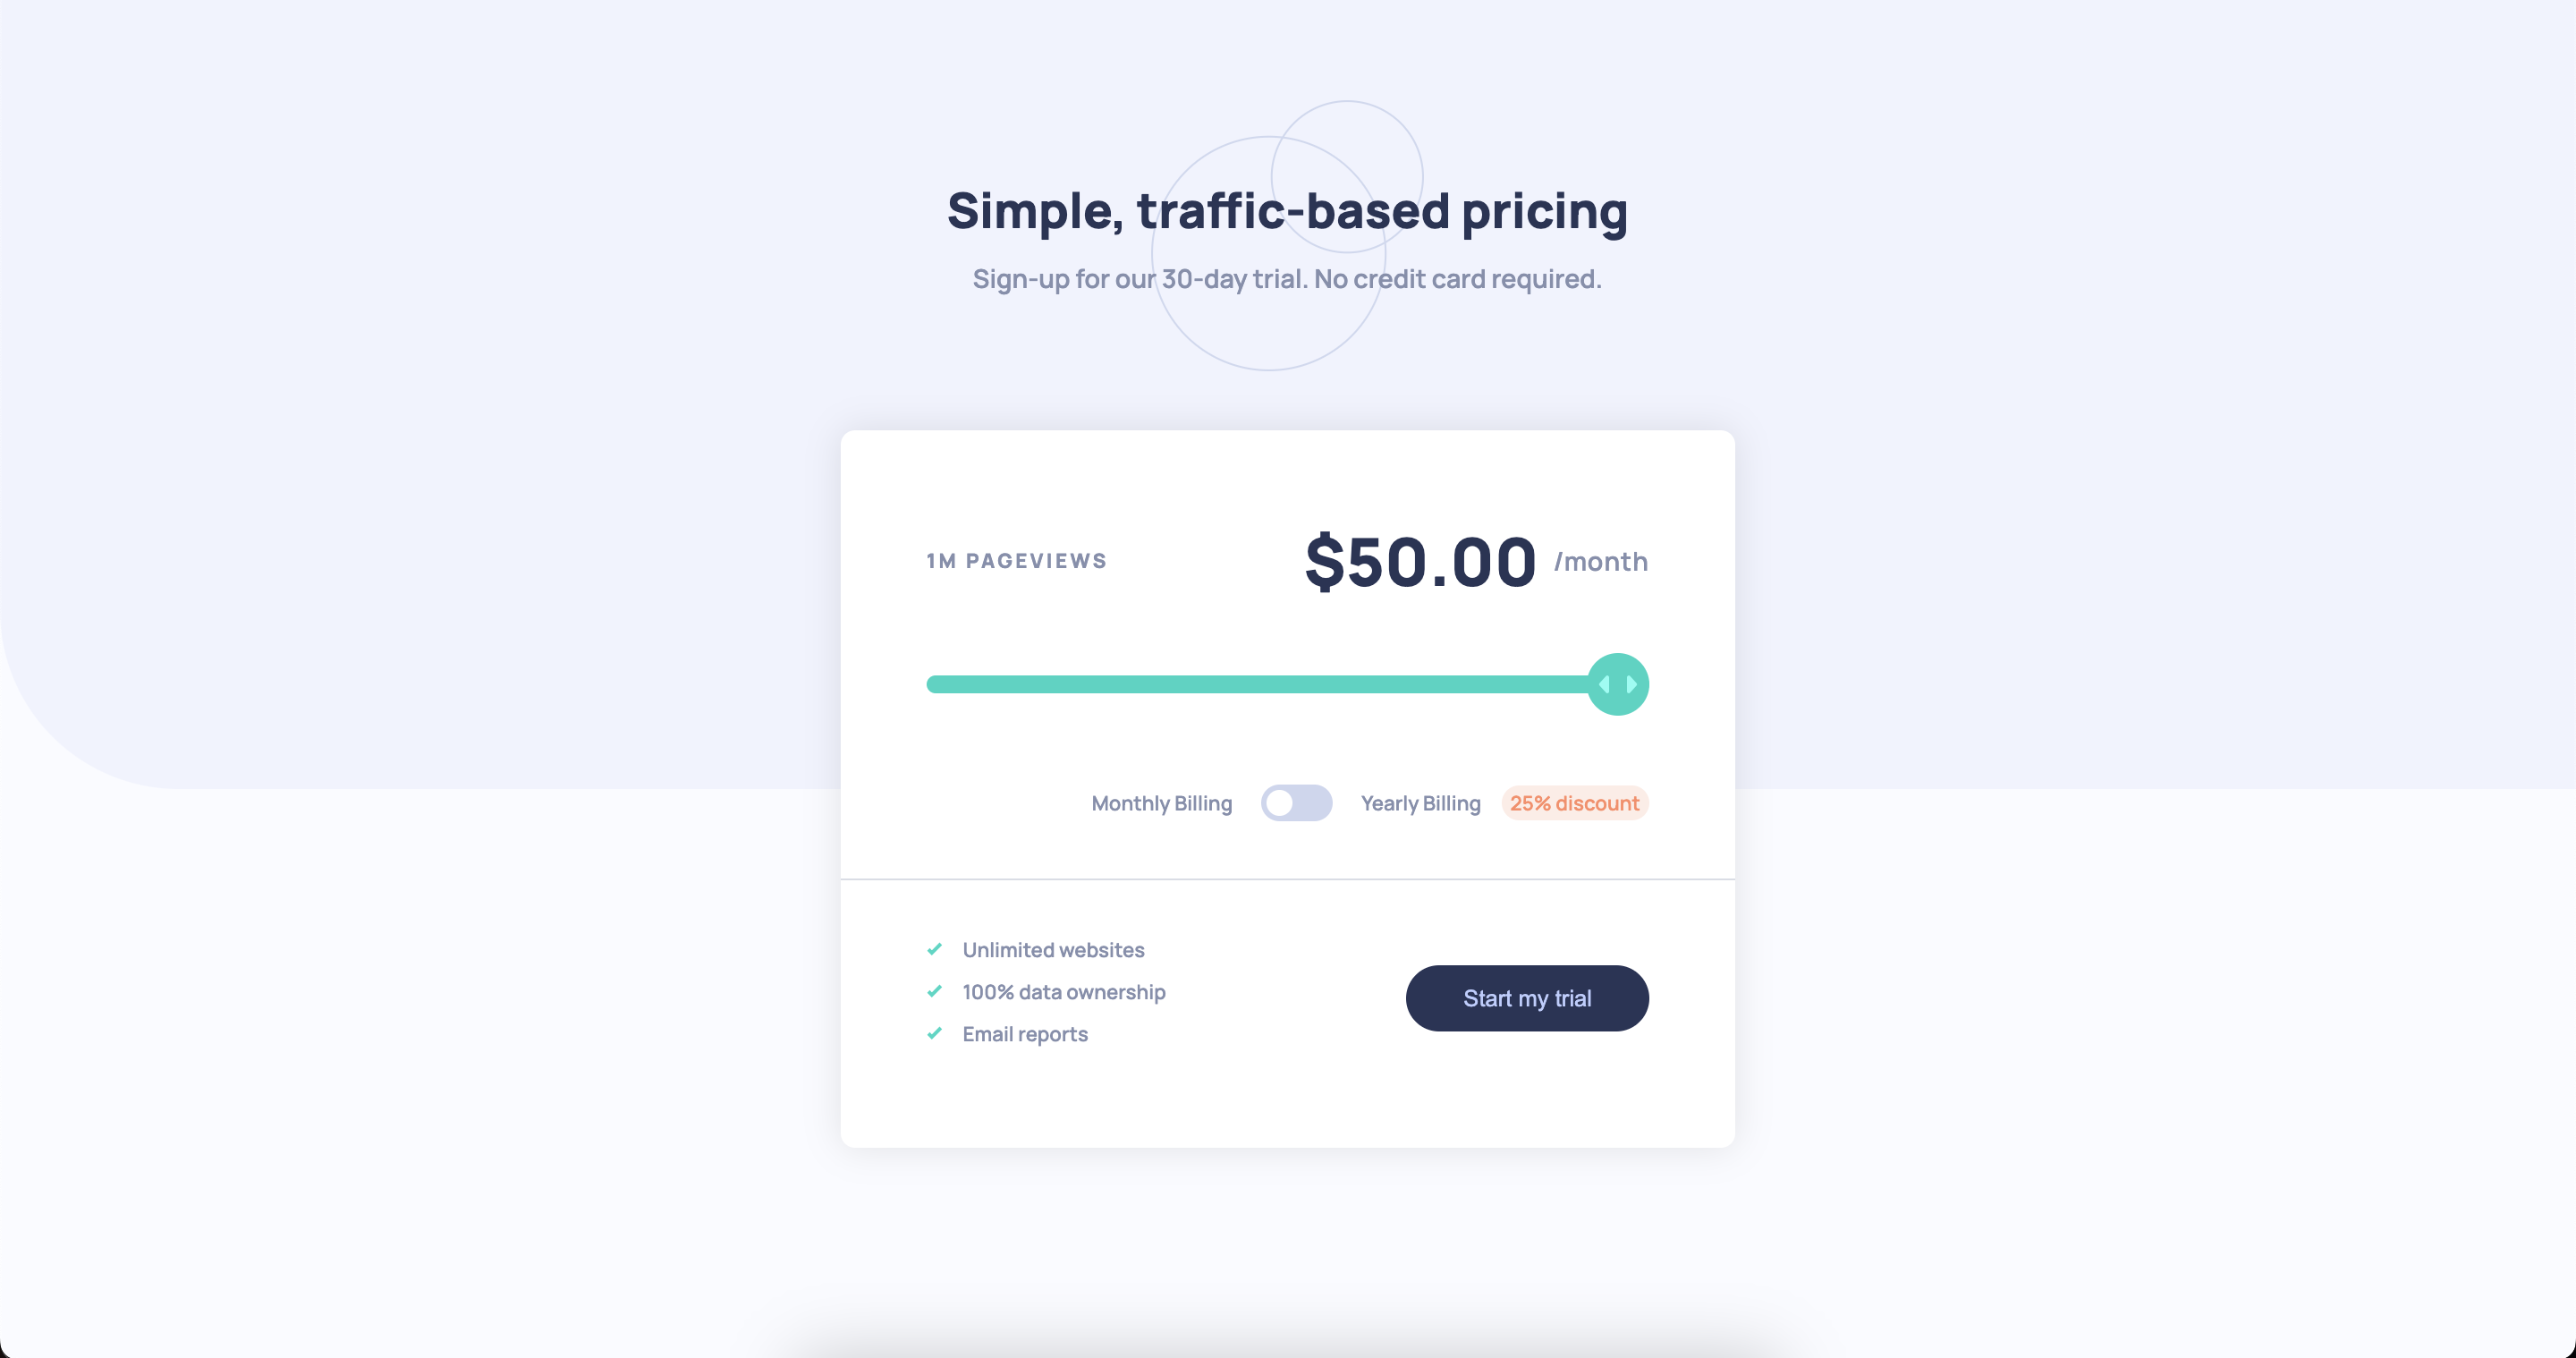 Simple, traffic-based pricing
Sign-up for our 30-day trial. No credit card required.
1M PAGEVIEWS
$50.00 /month
Monthly Billing
Yearly Billing
25% discount
Unlimited websites
100% data ownership
Email reports
Start my trial